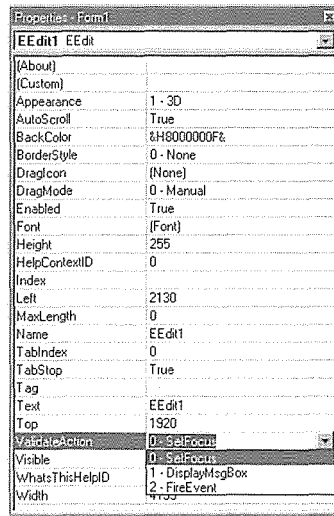 Properties - Form1
EEdit1 EEdit
(About)
(Custom)
Appearance 1 - 3D
AutoScroll True
BackColor &H8000000F&
BorderStyle 0 - None
DragIcon (None)
DragMode 0 - Manual
Enabled True
Font (Font)
Height 255
HelpContextID 0
Index
Left 2130
MaxLength 0
Name EEdit1
TabIndex 0
TabStop True
Tag
Text EEdit1
Top 1920
ValidateAction 0 - SetFocus
Visible 0 - SetFocus
WhatsThisHelpID 1 - DisplayMsgBox
2 - FireEvent
Width